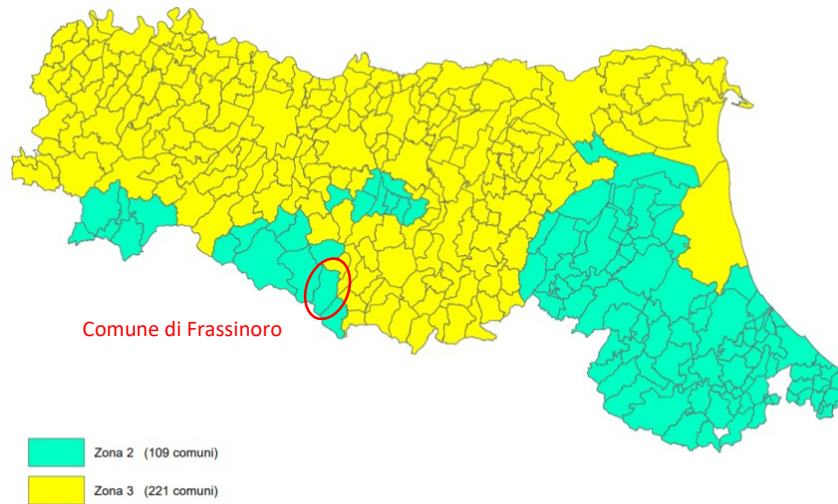 Comune di Frassinoro
Zona 2 (109 comuni)
Zona 3 (221 comuni)